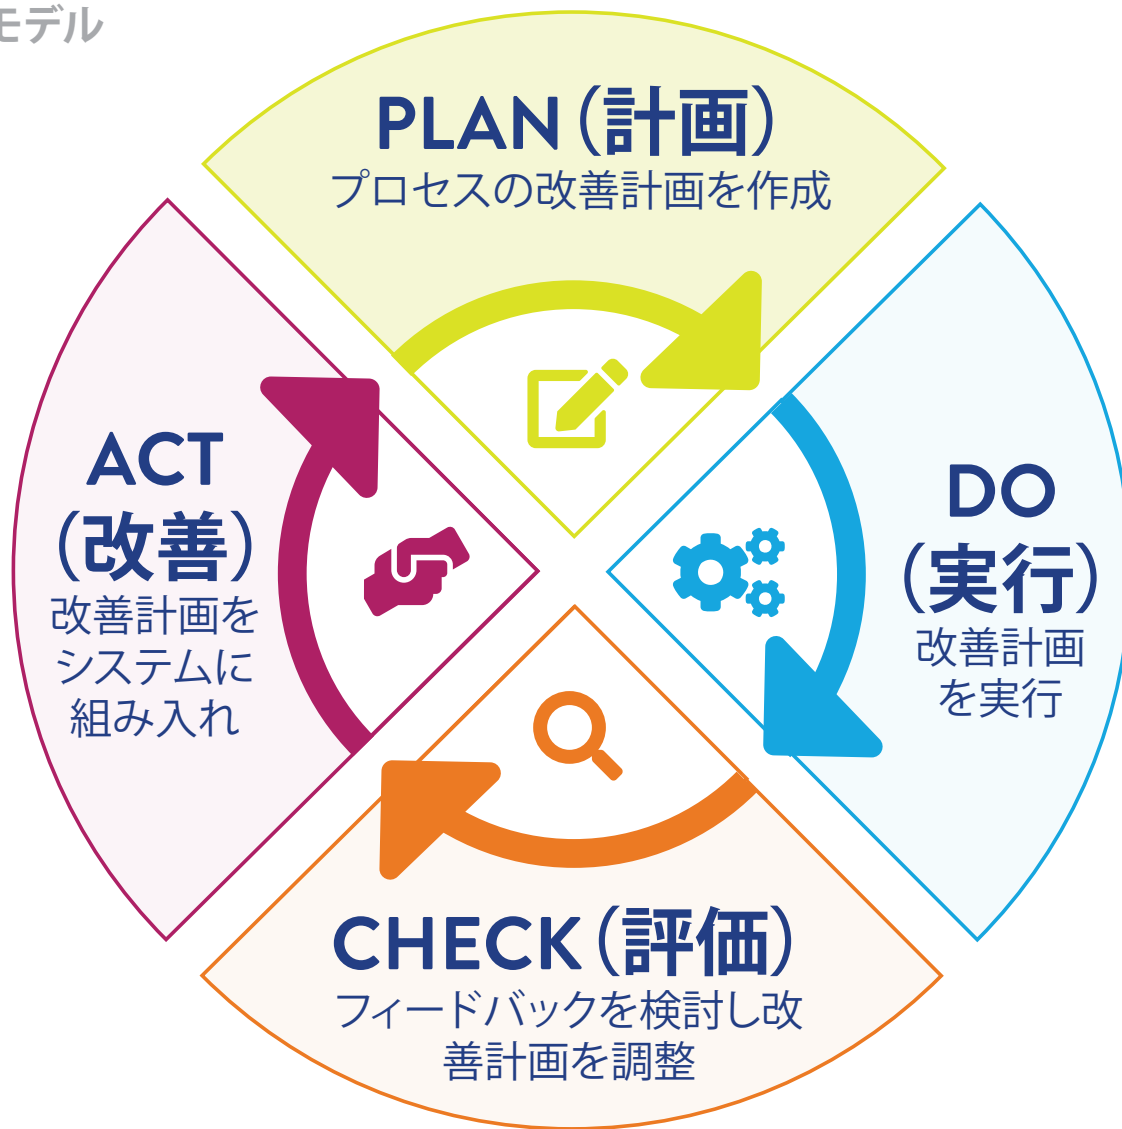 モデル
PLAN（計画）
プロセスの改善計画を作成
ACT
（改善）
改善計画を
システムに
組み入れ
DO
（実行）
改善計画
を実行
CHECK（評価）
フィードバックを検討し改
善計画を調整